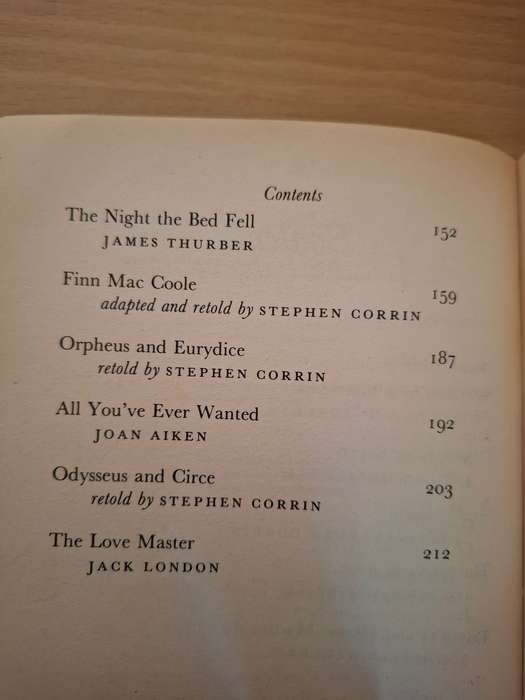 Contents
The Night the Bed Fell 152
JAMES THURBER
Finn Mac Coole 159
adapted and retold by STEPHEN CORRIN
Orpheus and Eurydice 187
retold by STEPHEN CORRIN
All You've Ever Wanted 192
JOAN AIKEN
Odysseus and Circe 203
retold by STEPHEN CORRIN
The Love Master 212
JACK LONDON